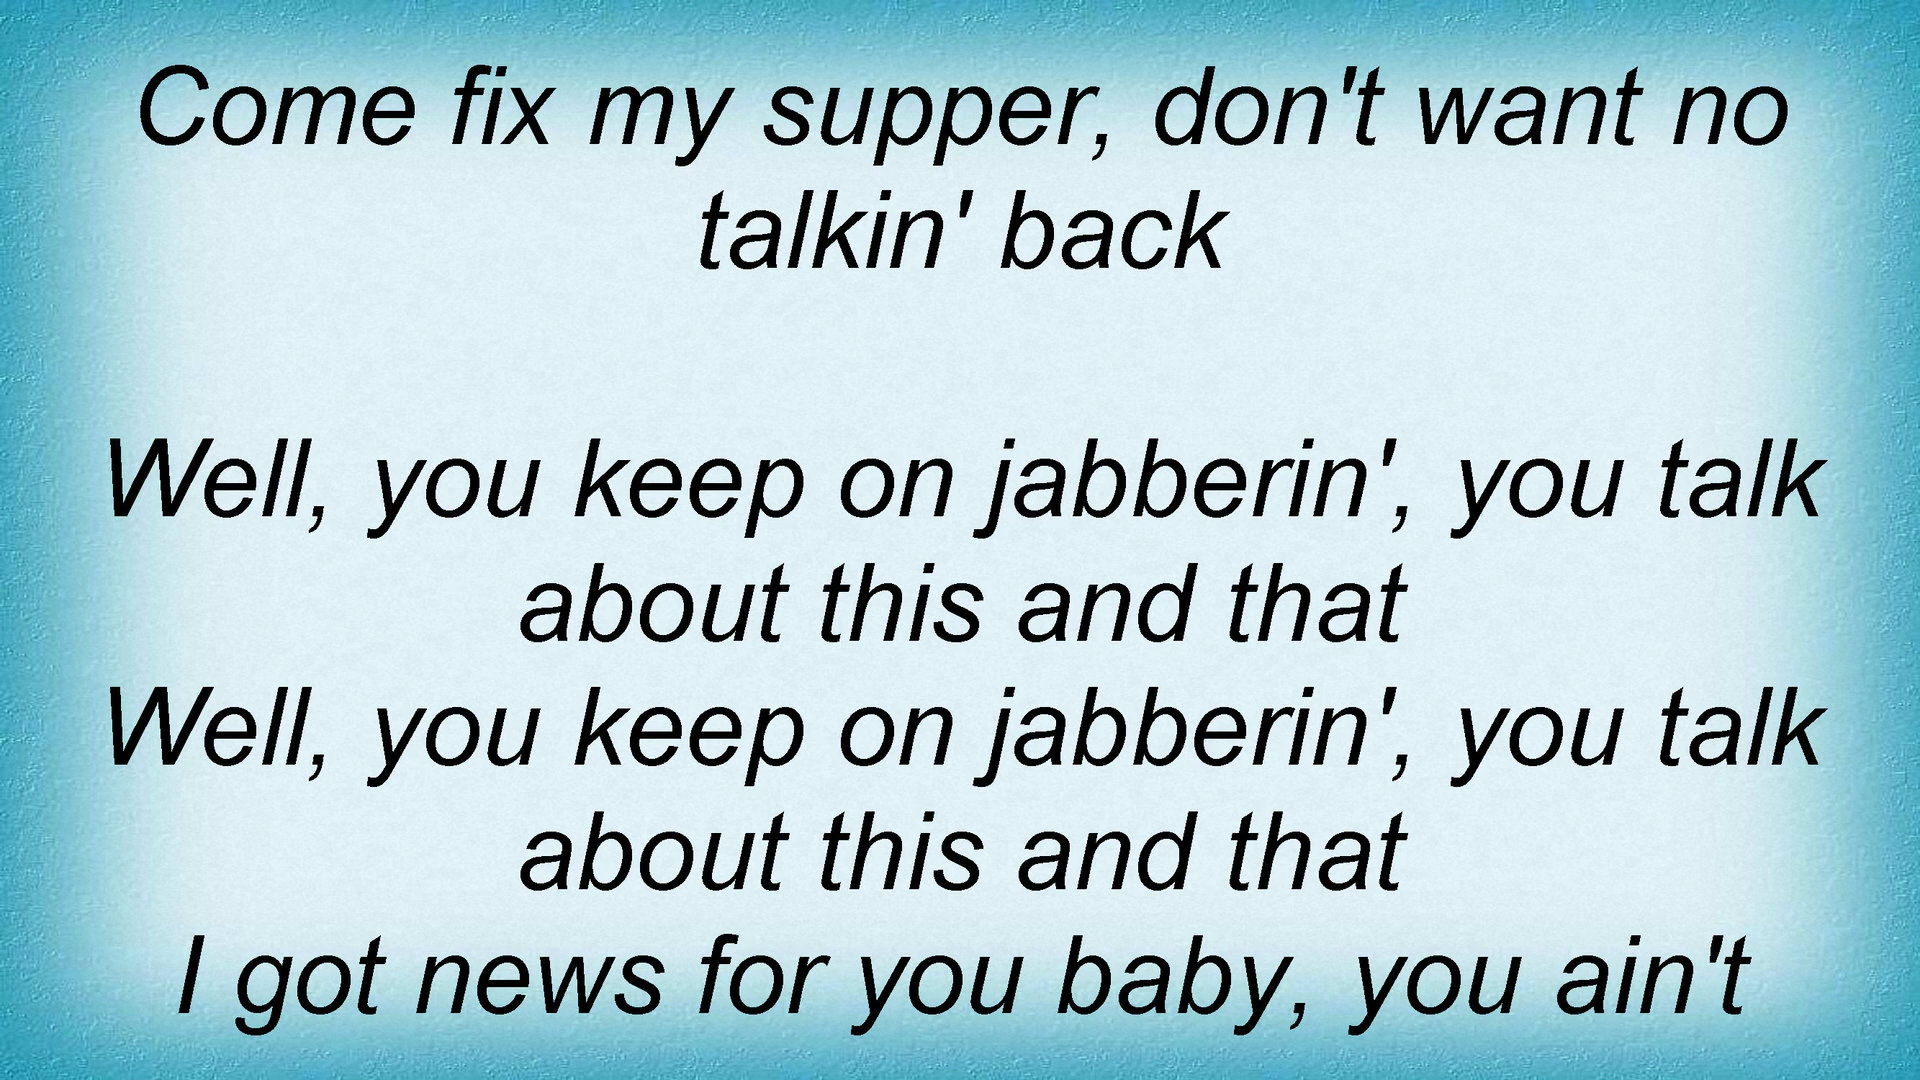 Come fix my supper, don't want no
talkin' back
Well, you keep on jabberin', you talk
about this and that
Well, you keep on jabberin', you talk
about this and that
I got news for you baby, you ain't